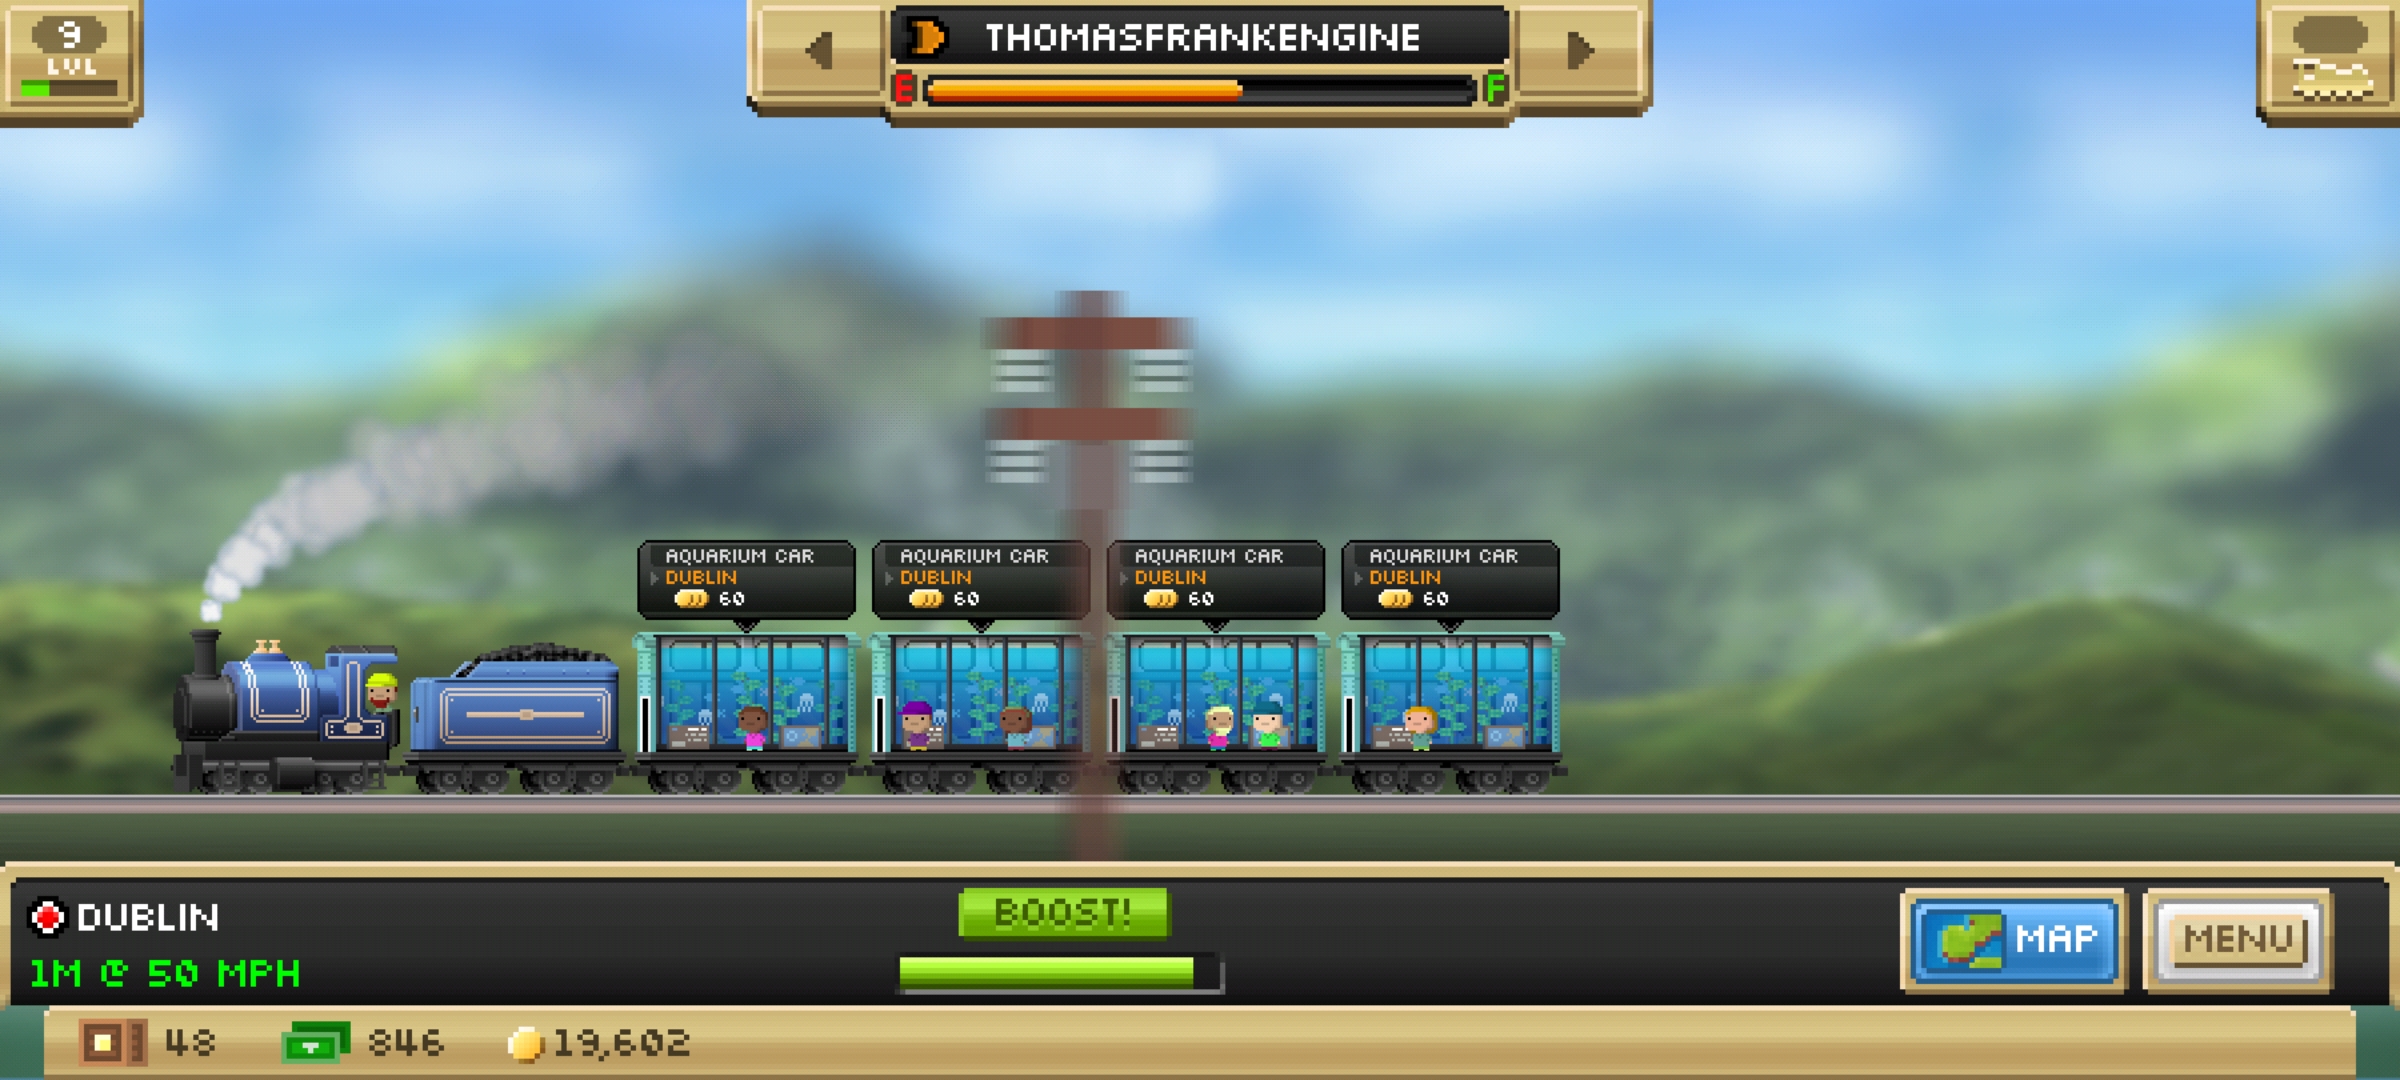 9
LVL
THOMASFRANKENGINE
E F
AQUARIUM CAR
DUBLIN
60
AQUARIUM CAR
DUBLIN
60
AQUARIUM CAR
DUBLIN
60
AQUARIUM CAR
DUBLIN
60
DUBLIN
1M @ 50 MPH
BOOST!
MAP
MENU
48 846 19,602